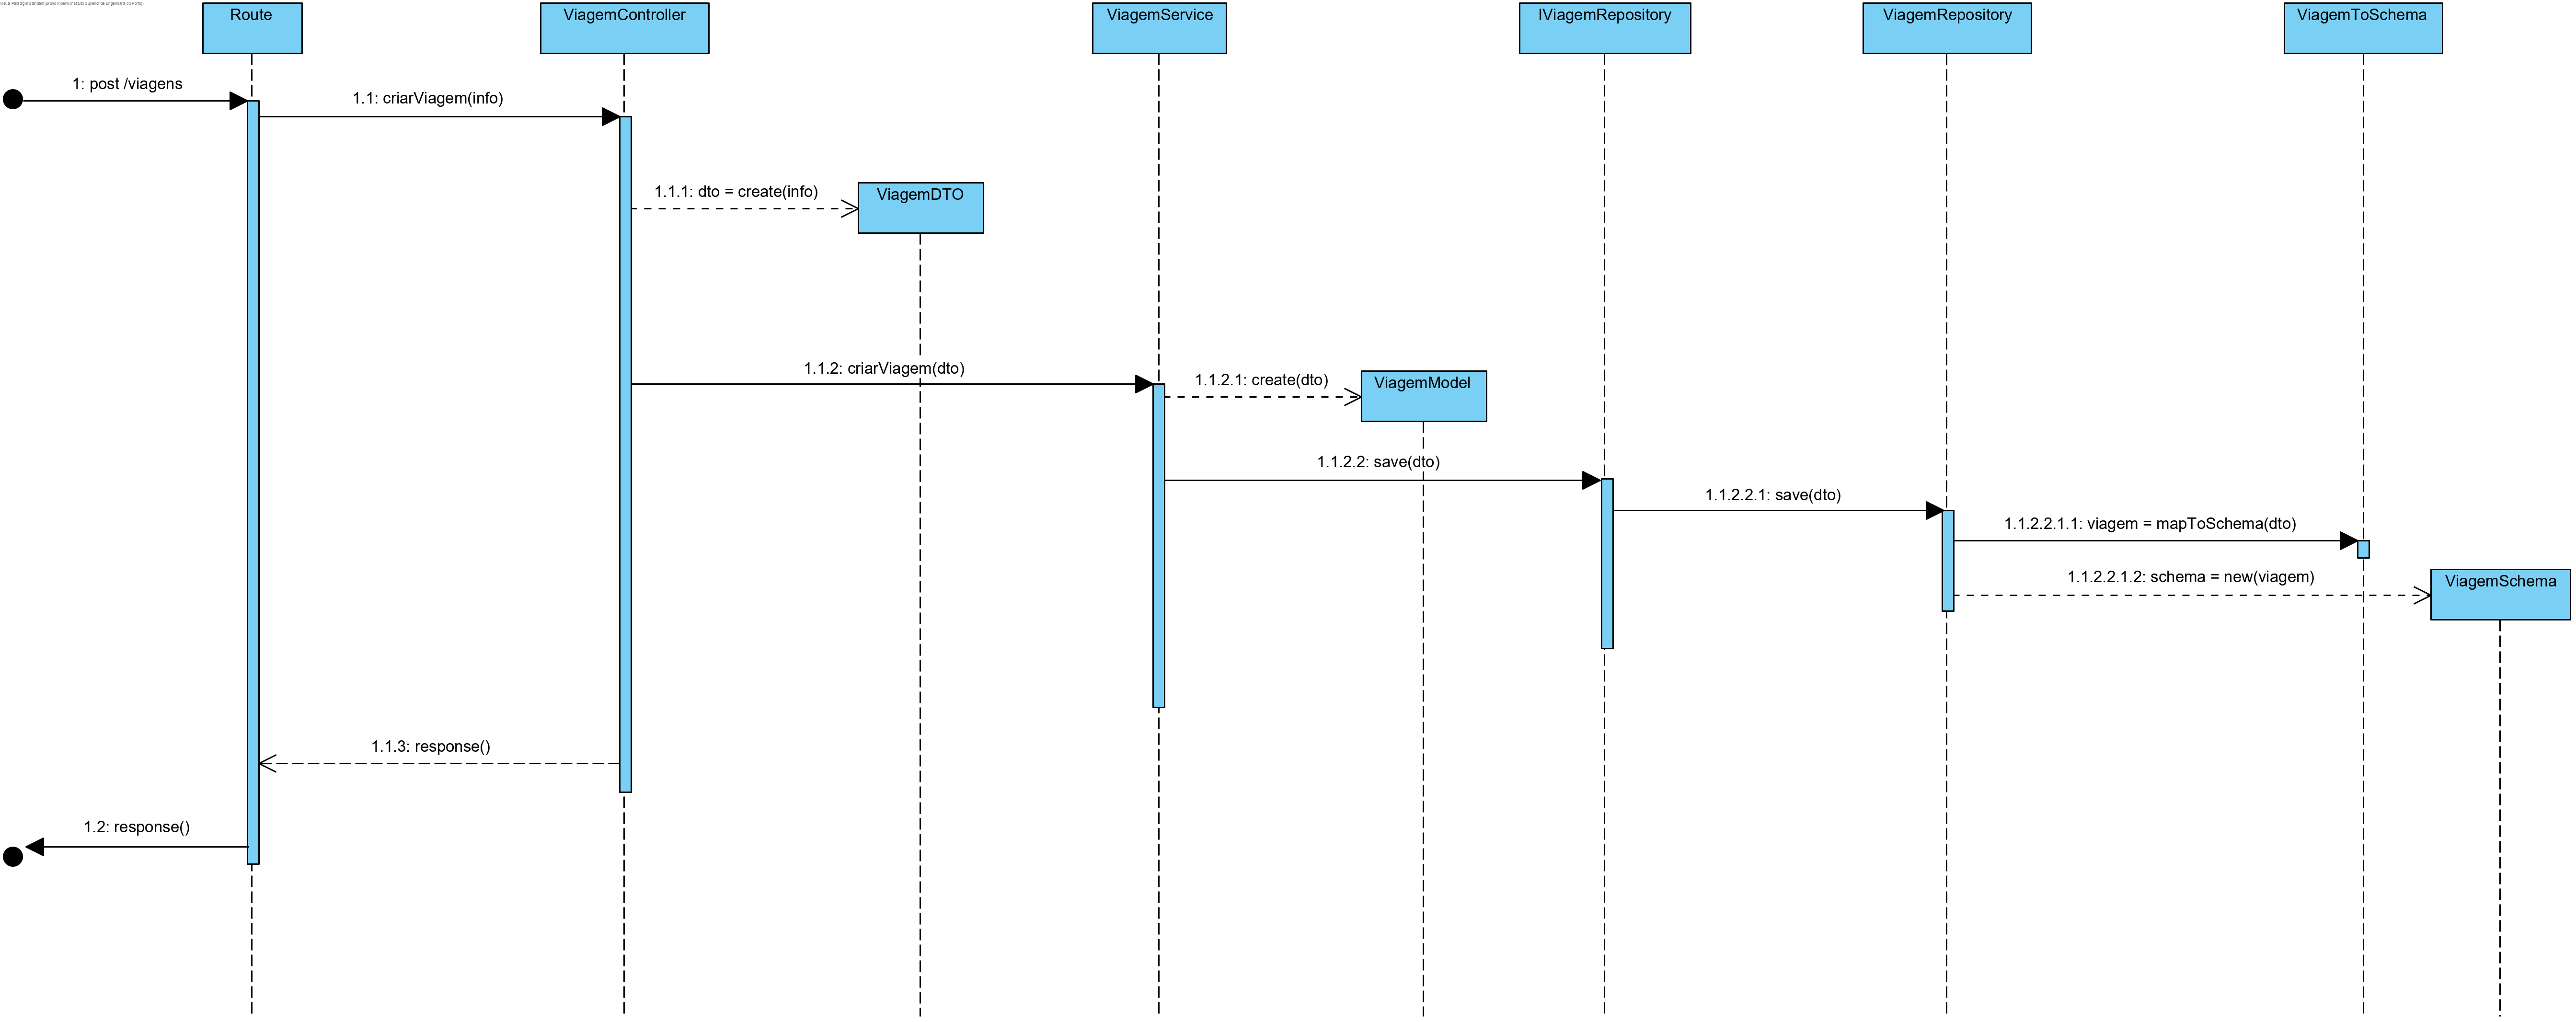 Visual Paradigm Standard(Bruno Ribeiro(Instituto Superior de Engenharia do Porto))
Route
ViagemController
ViagemService
IViagemRepository
ViagemRepository
ViagemToSchema
1: post /viagens
1.1: criarViagem(info)
1.1.1: dto = create(info)
ViagemDTO
1.1.2: criarViagem(dto)
1.1.2.1: create(dto)
ViagemModel
1.1.2.2: save(dto)
1.1.2.2.1: save(dto)
1.1.2.2.1.1: viagem = mapToSchema(dto)
1.1.2.2.1.2: schema = new(viagem)
ViagemSchema
1.1.3: response()
1.2: response()